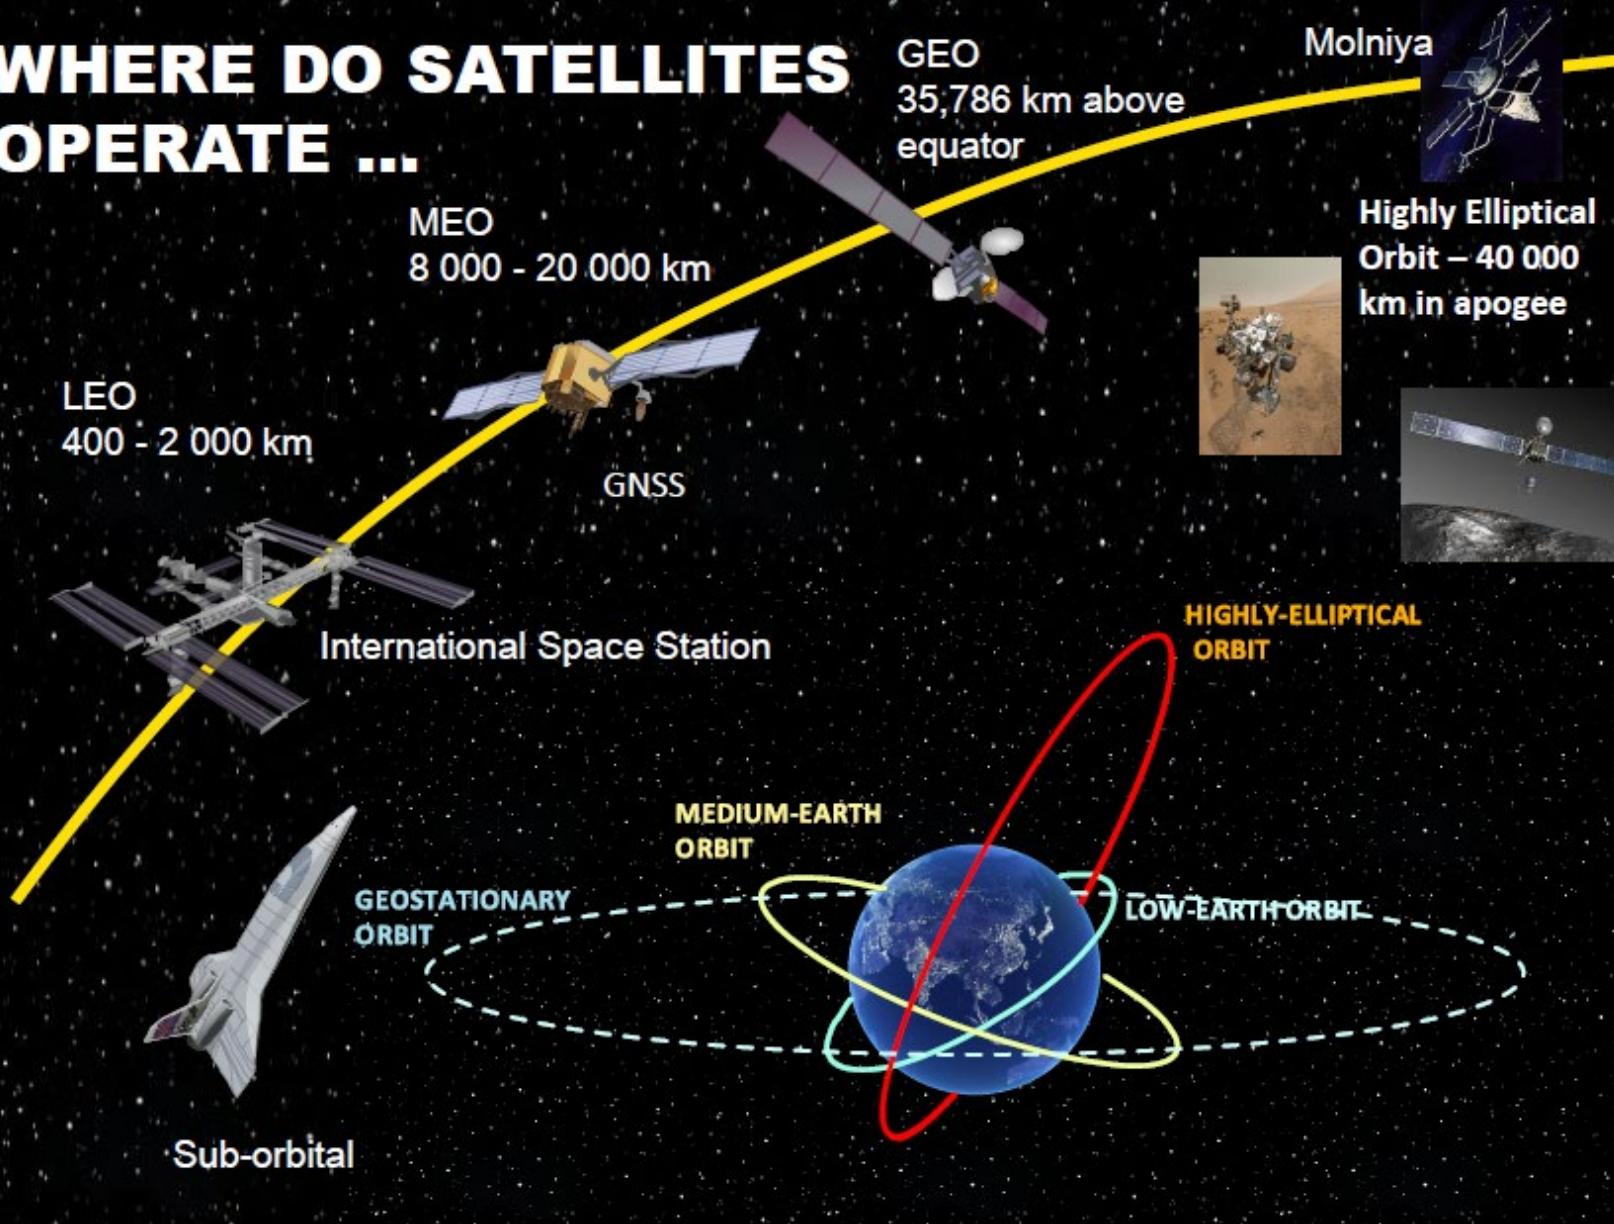 WHERE DO SATELLITES
OPERATE ...
GEO
35,786 km above
equator
Molniya
Highly Elliptical
Orbit – 40 000
km in apogee
MEO
8 000 - 20 000 km
GNSS
LEO
400 - 2 000 km
International Space Station
HIGHLY-ELLIPTICAL
ORBIT
MEDIUM-EARTH
ORBIT
GEOSTATIONARY
ORBIT
LOW-EARTH ORBIT
Sub-orbital